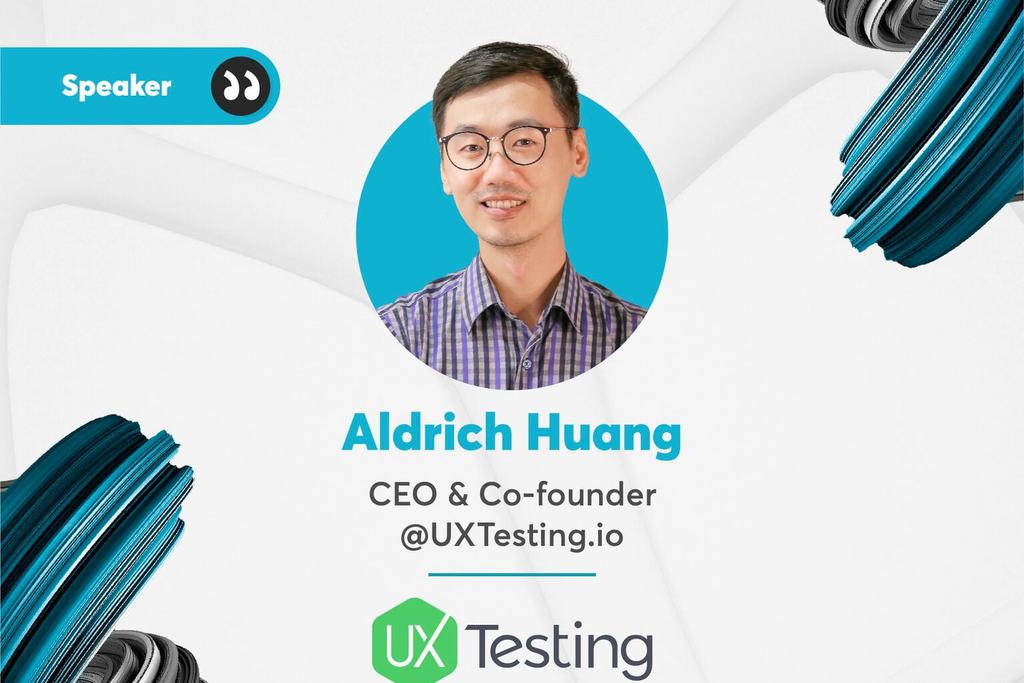 Speaker
Aldrich Huang
CEO & Co-founder
@UXTesting.io
UX Testing